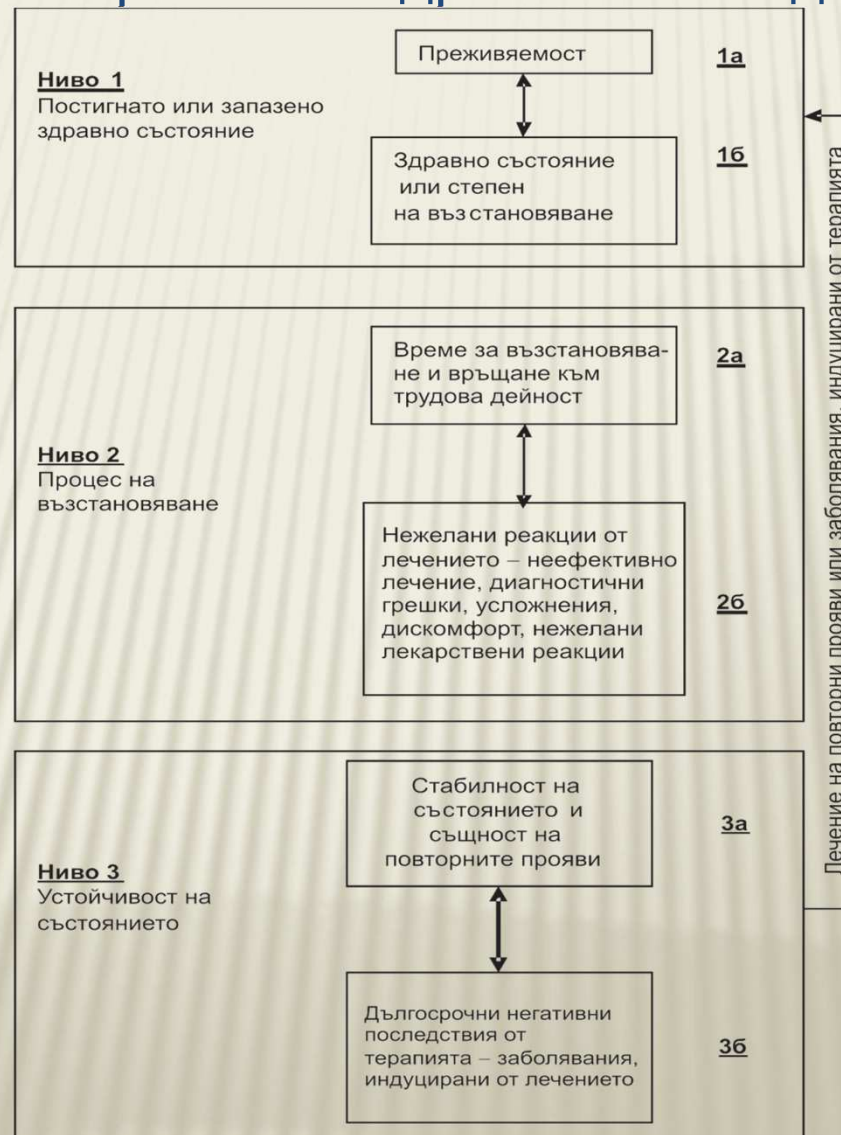 Преживяемост
1а
Ниво 1
Постигнато или запазено
здравно състояние
Здравно състояние
или степен
на възстановяване
1б
Време за възстановява-
не и връщане към
трудова дейност
2а
Ниво 2
Процес на
възстановяване
Нежелани реакции от
лечението – неефективно
лечение, диагностични
грешки, усложнения,
дискомфорт, нежелани
лекарствени реакции
2б
Стабилност на
състоянието и
същност на
повторните прояви
3а
Ниво 3
Устойчивост на
състоянието
Дългосрочни негативни
последствия от
терапията – заболявания,
индуцирани от лечението
3б
Лечение на повторни прояви или заболявания, индуцирани от терапията